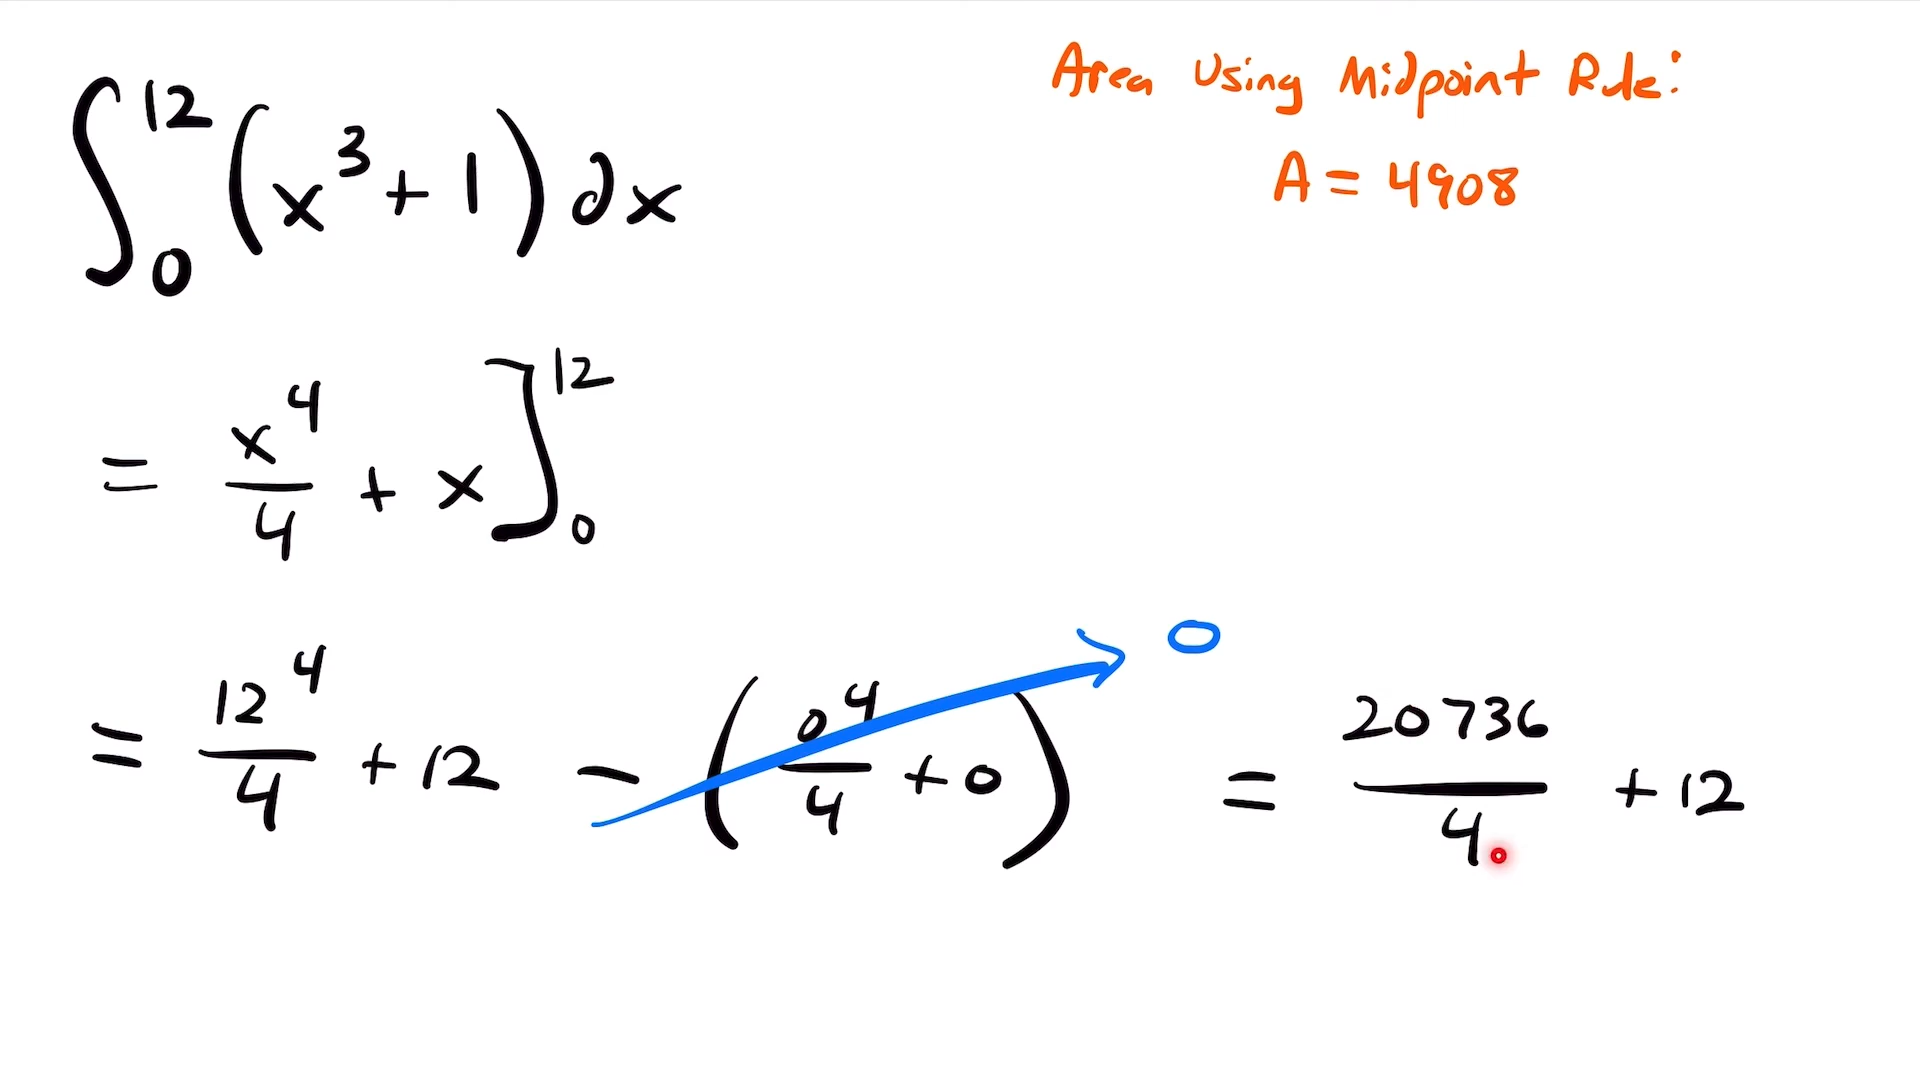 Area Using Midpoint Rule:
A = 4908
∫₀¹² (x³ + 1) dx
= x⁴/4 + x]₀¹²
= 12⁴/4 + 12 - (0⁴/4 + 0) → 0 = 20736/4 + 12